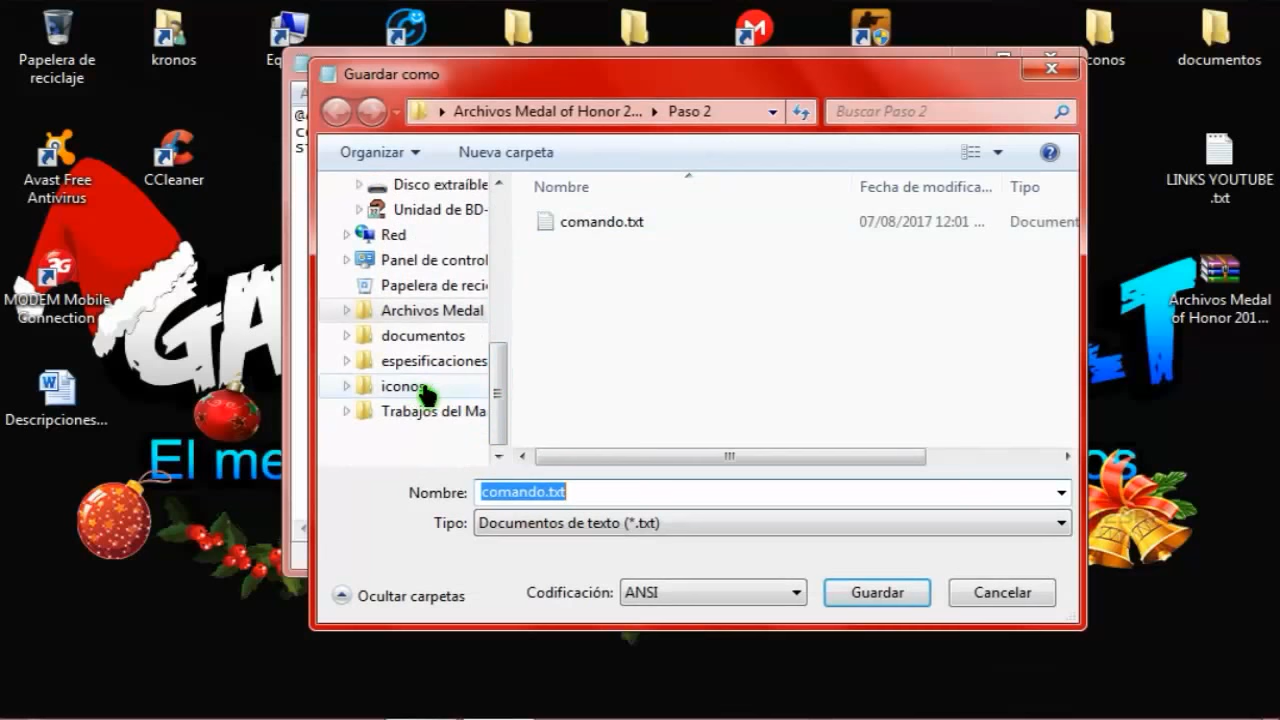 Papelera de
reciclaje
kronos
documentos
Avast Free
Antivirus
CCleaner
LINKS YOUTUBE
.txt
MODEM Mobile
Connection
Archivos Medal
of Honor 201...
Descripciones...
El me
Guardar como
Archivos Medal of Honor 2...
Paso 2
Buscar Paso 2
Organizar
Nueva carpeta
Disco extraíble
Unidad de BD-
Red
Panel de control
Papelera de reci
Archivos Medal
documentos
espesificaciones
iconos
Trabajos del Ma
Nombre
Fecha de modifica...
Tipo
comando.txt
07/08/2017 12:01 ...
Document
Nombre:
comando.txt
Tipo:
Documentos de texto (*.txt)
Ocultar carpetas
Codificación:
ANSI
Guardar
Cancelar